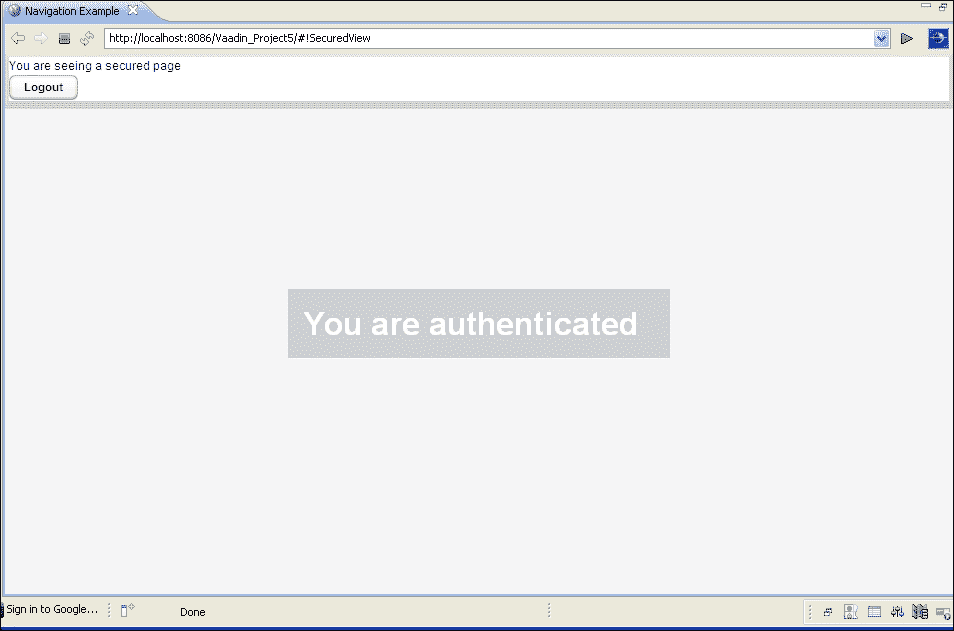 Navigation Example
http://localhost:8086/Vaadin_Project5/#!SecuredView
You are seeing a secured page
Logout
You are authenticated
Sign in to Google...
Done